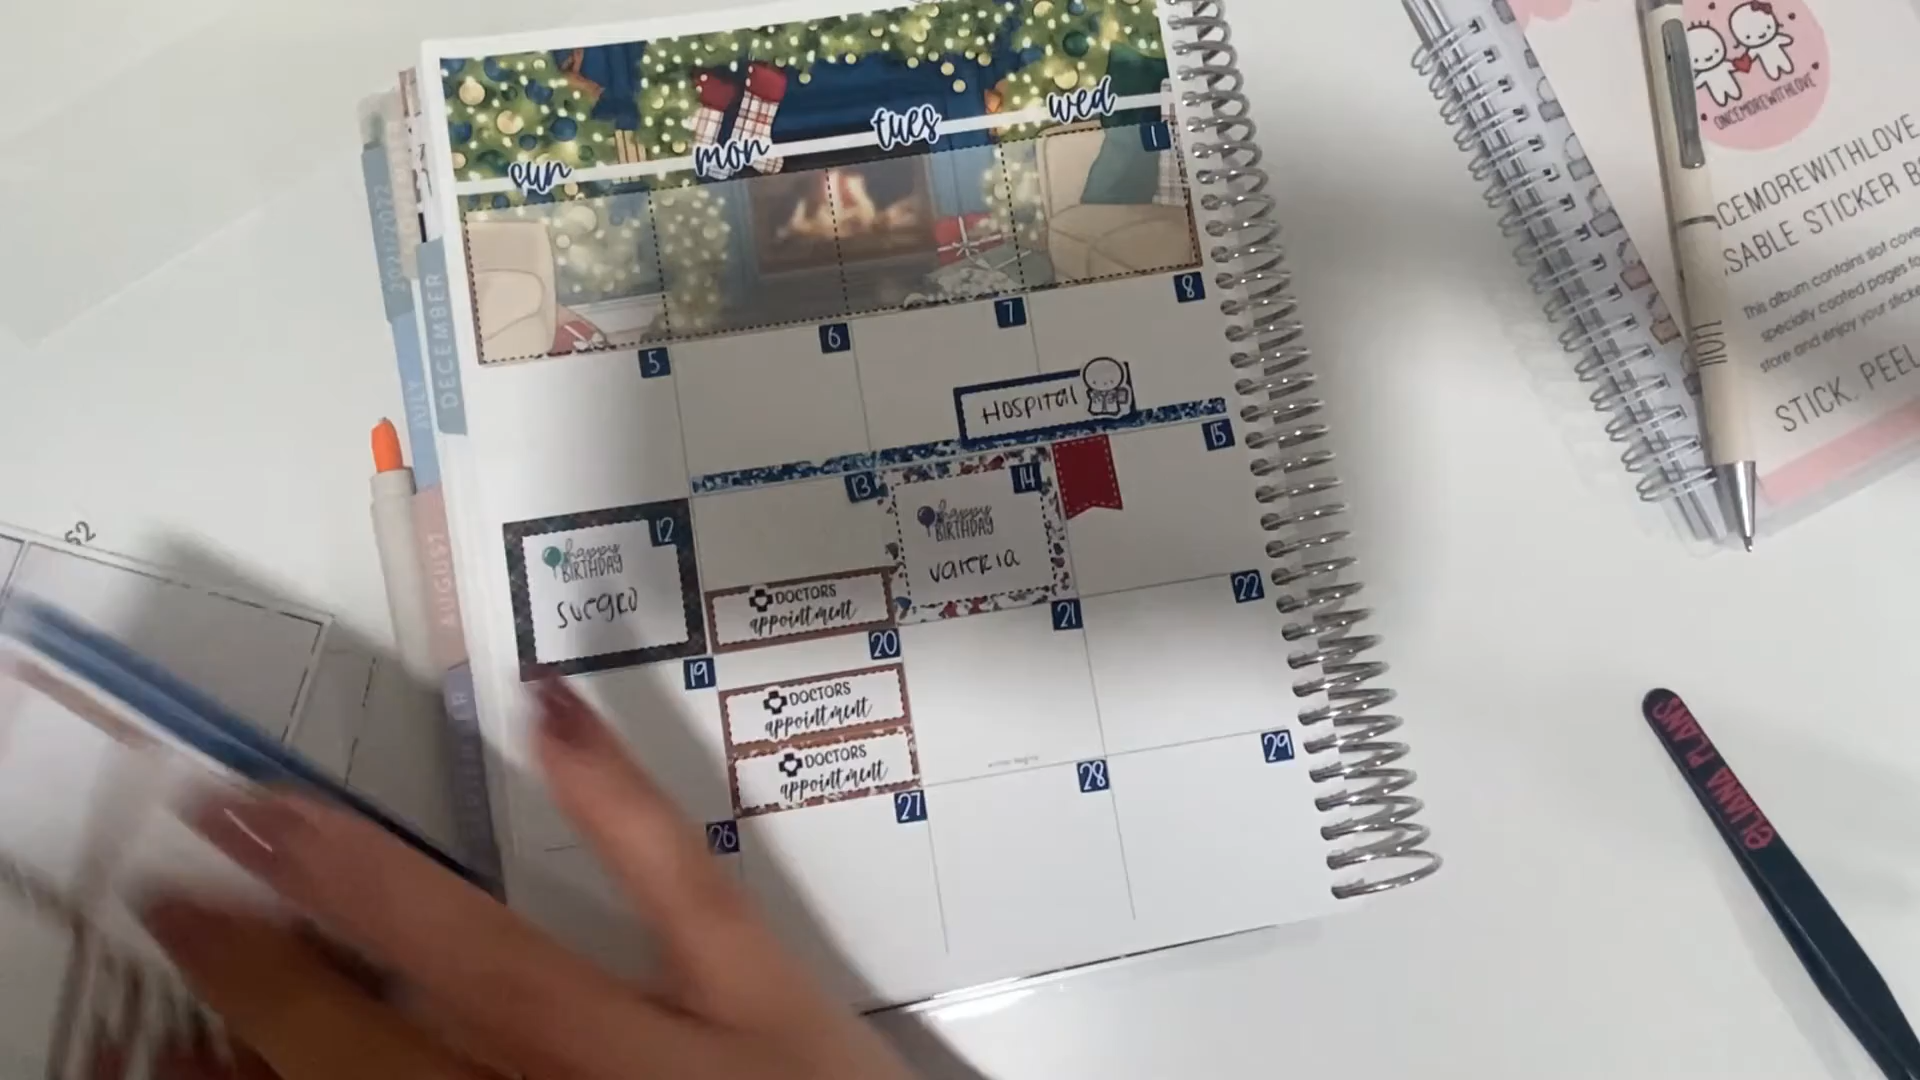 sun
mon
tues
wed
1
5
6
7
8
HOSPITAL
12
13
14
15
happy
BIRTHDAY
suegro
DOCTORS
appointment
happy
BIRTHDAY
valeria
19
20
21
22
DOCTORS
appointment
DOCTORS
appointment
26
27
28
29
2021/2022
DECEMBER
JULY
AUGUST
52
ONCEMOREWITHLOVE
CEMOREWITHLOVE
SABLE STICKER B
This album contains slot cove
specially coated pages fo
store and enjoy your sticke
STICK, PEEL
@LUANA PLANS